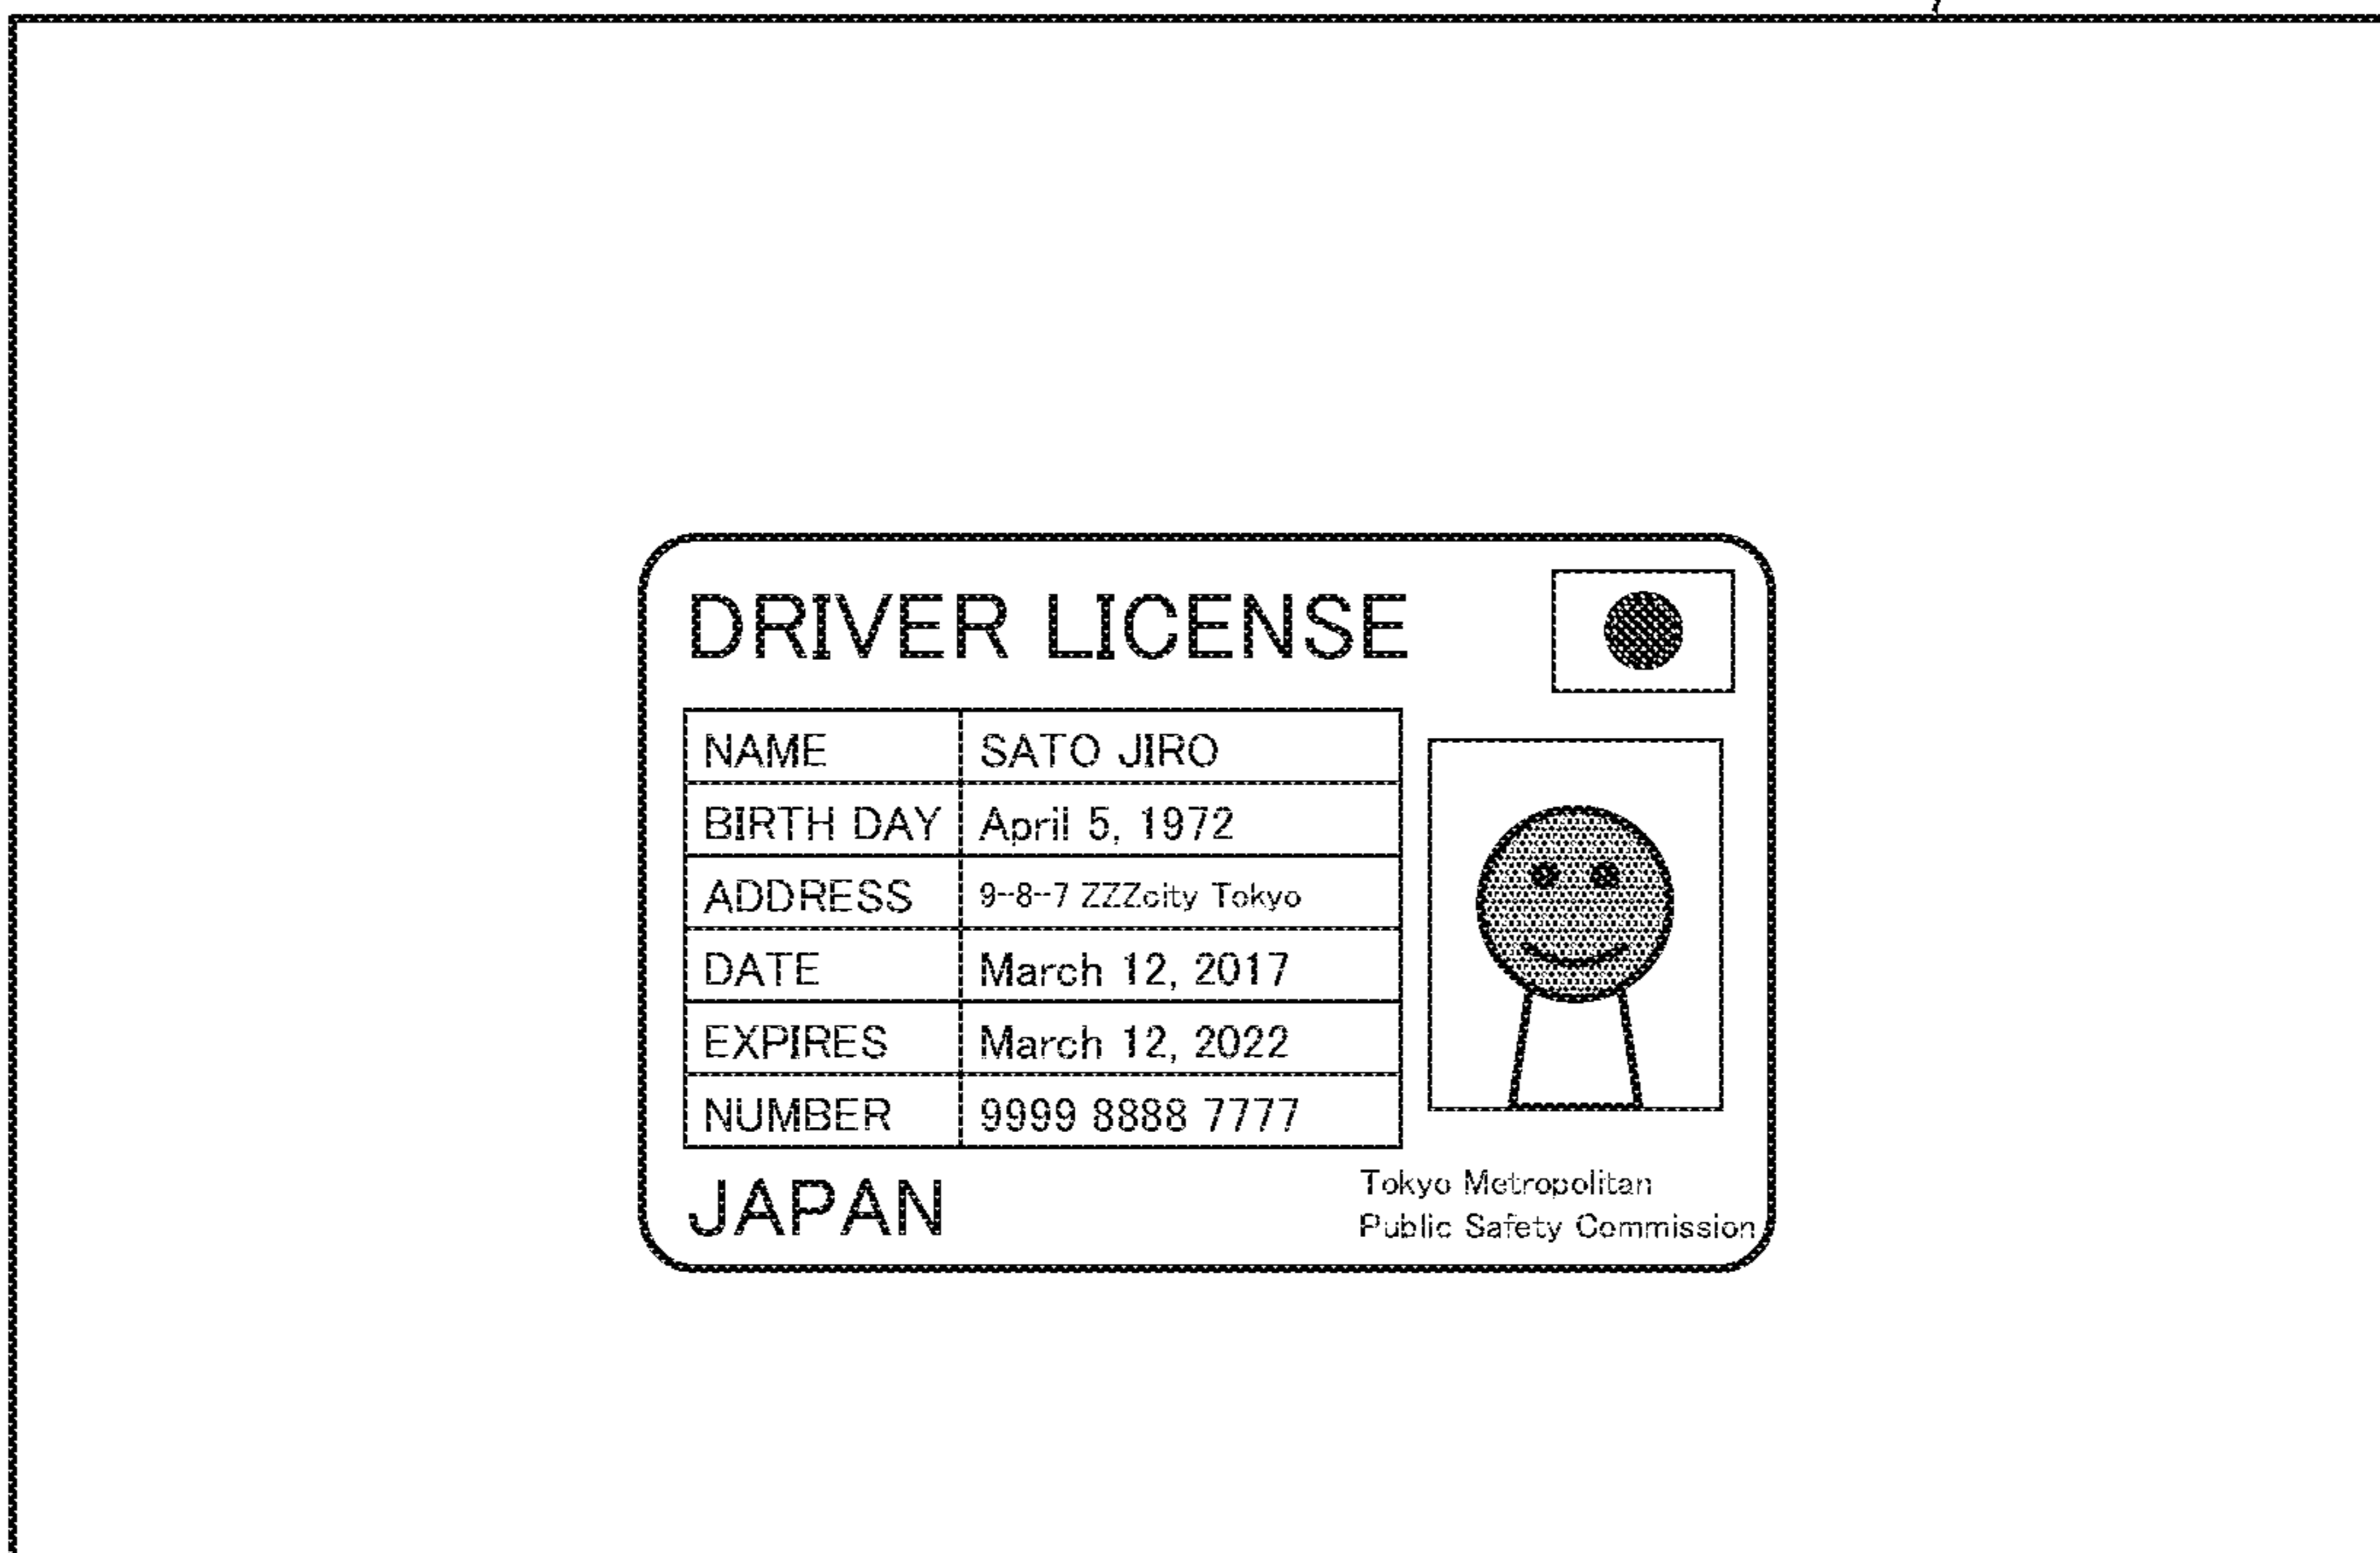 DRIVER LICENSE
NAME SATO JIRO
BIRTH DAY April 5, 1972
ADDRESS 9-8-7 ZZZcity Tokyo
DATE March 12, 2017
EXPIRES March 12, 2022
NUMBER 9999 8888 7777
JAPAN
Tokyo Metropolitan
Public Safety Commission